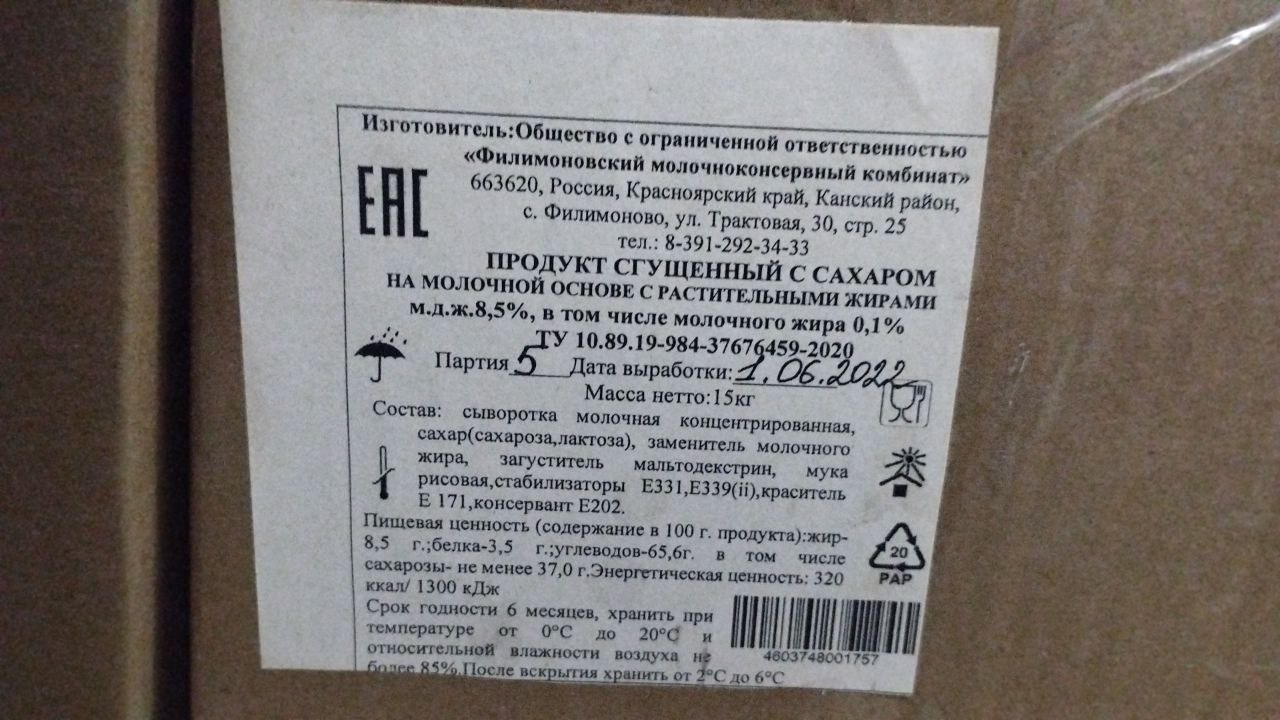 Изготовитель:Общество с ограниченной ответственностью
«Филимоновский молочноконсервный комбинат»
ЕАС
663620, Россия, Красноярский край, Канский район,
с. Филимоново, ул. Трактовая, 30, стр. 25
тел.: 8-391-292-34-33
ПРОДУКТ СГУЩЕННЫЙ С САХАРОМ
НА МОЛОЧНОЙ ОСНОВЕ С РАСТИТЕЛЬНЫМИ ЖИРАМИ
м.д.ж.8,5%, в том числе молочного жира 0,1%
ТУ 10.89.19-984-37676459-2020
Партия 5 Дата выработки: 1.06.2022
Масса нетто:15кг
Состав: сыворотка молочная концентрированная,
сахар(сахароза,лактоза), заменитель молочного
жира, загуститель мальтодекстрин, мука
рисовая,стабилизаторы Е331,Е339(ii),краситель
Е 171,консервант Е202.
Пищевая ценность (содержание в 100 г. продукта):жир-
8,5 г.;белка-3,5 г.;углеводов-65,6г. в том числе
сахарозы- не менее 37,0 г.Энергетическая ценность: 320
ккал/ 1300 кДж
Срок годности 6 месяцев, хранить при
температуре от 0°С до 20°С и
относительной влажности воздуха не
более 85%.После вскрытия хранить от 2°С до 6°С
20
PAP
4603748001757